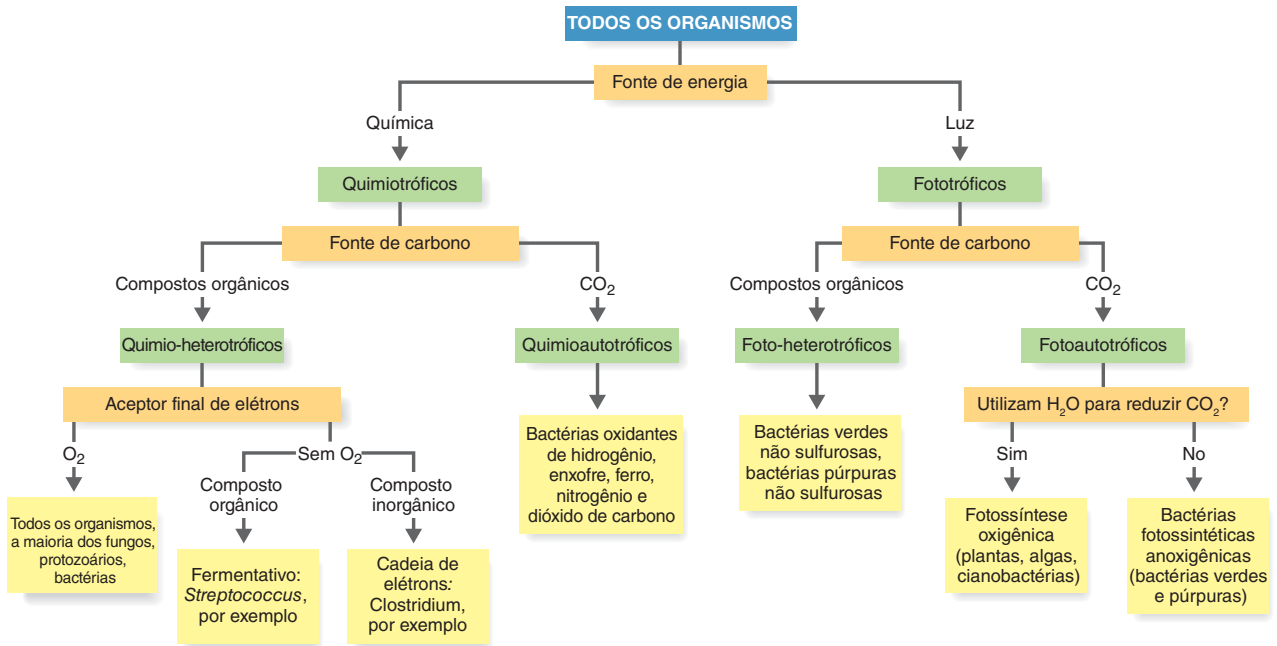 TODOS OS ORGANISMOS
Fonte de energia
Química
Luz
Quimiotróficos
Fototróficos
Fonte de carbono
Fonte de carbono
Compostos orgânicos
CO2
Compostos orgânicos
CO2
Quimio-heterotróficos
Quimioautotróficos
Foto-heterotróficos
Fotoautotróficos
Aceptor final de elétrons
Utilizam H2O para reduzir CO2?
O2
Sem O2
Composto
orgânico
Composto
inorgânico
Sim
No
Todos os organismos,
a maioria dos fungos,
protozoários,
bactérias
Fermentativo:
Streptococcus,
por exemplo
Cadeia de
elétrons:
Clostridium,
por exemplo
Bactérias oxidantes
de hidrogênio,
enxofre, ferro,
nitrogênio e
dióxido de carbono
Bactérias verdes
não sulfurosas,
bactérias púrpuras
não sulfurosas
Fotossíntese
oxigênica
(plantas, algas,
cianobactérias)
Bactérias
fotossintéticas
anoxigênicas
(bactérias verdes
e púrpuras)